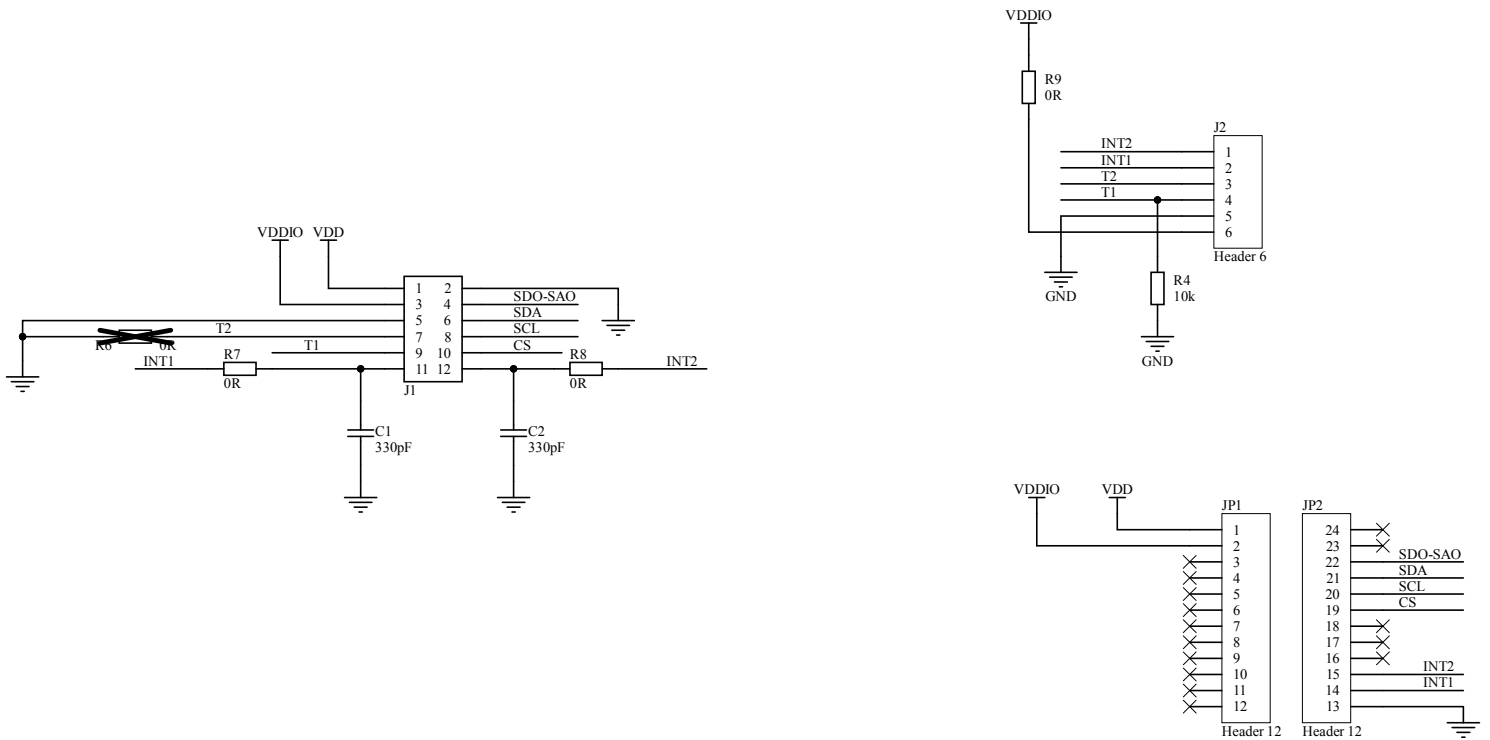 VDDIO
R9
0R
J2
INT2
INT1
T2
T1
1
2
3
4
5
6
Header 6
GND
R4
10k
GND
VDDIO VDD
1 2
3 4
5 6
7 8
9 10
11 12
J1
SDO-SAO
SDA
SCL
CS
T2
R6 0R
T1
INT1
R7
0R
R8
0R
INT2
C1
330pF
C2
330pF
VDDIO VDD
JP1
1
2
3
4
5
6
7
8
9
10
11
12
Header 12
JP2
24
23
22
21
20
19
18
17
16
15
14
13
Header 12
SDO-SAO
SDA
SCL
CS
INT2
INT1